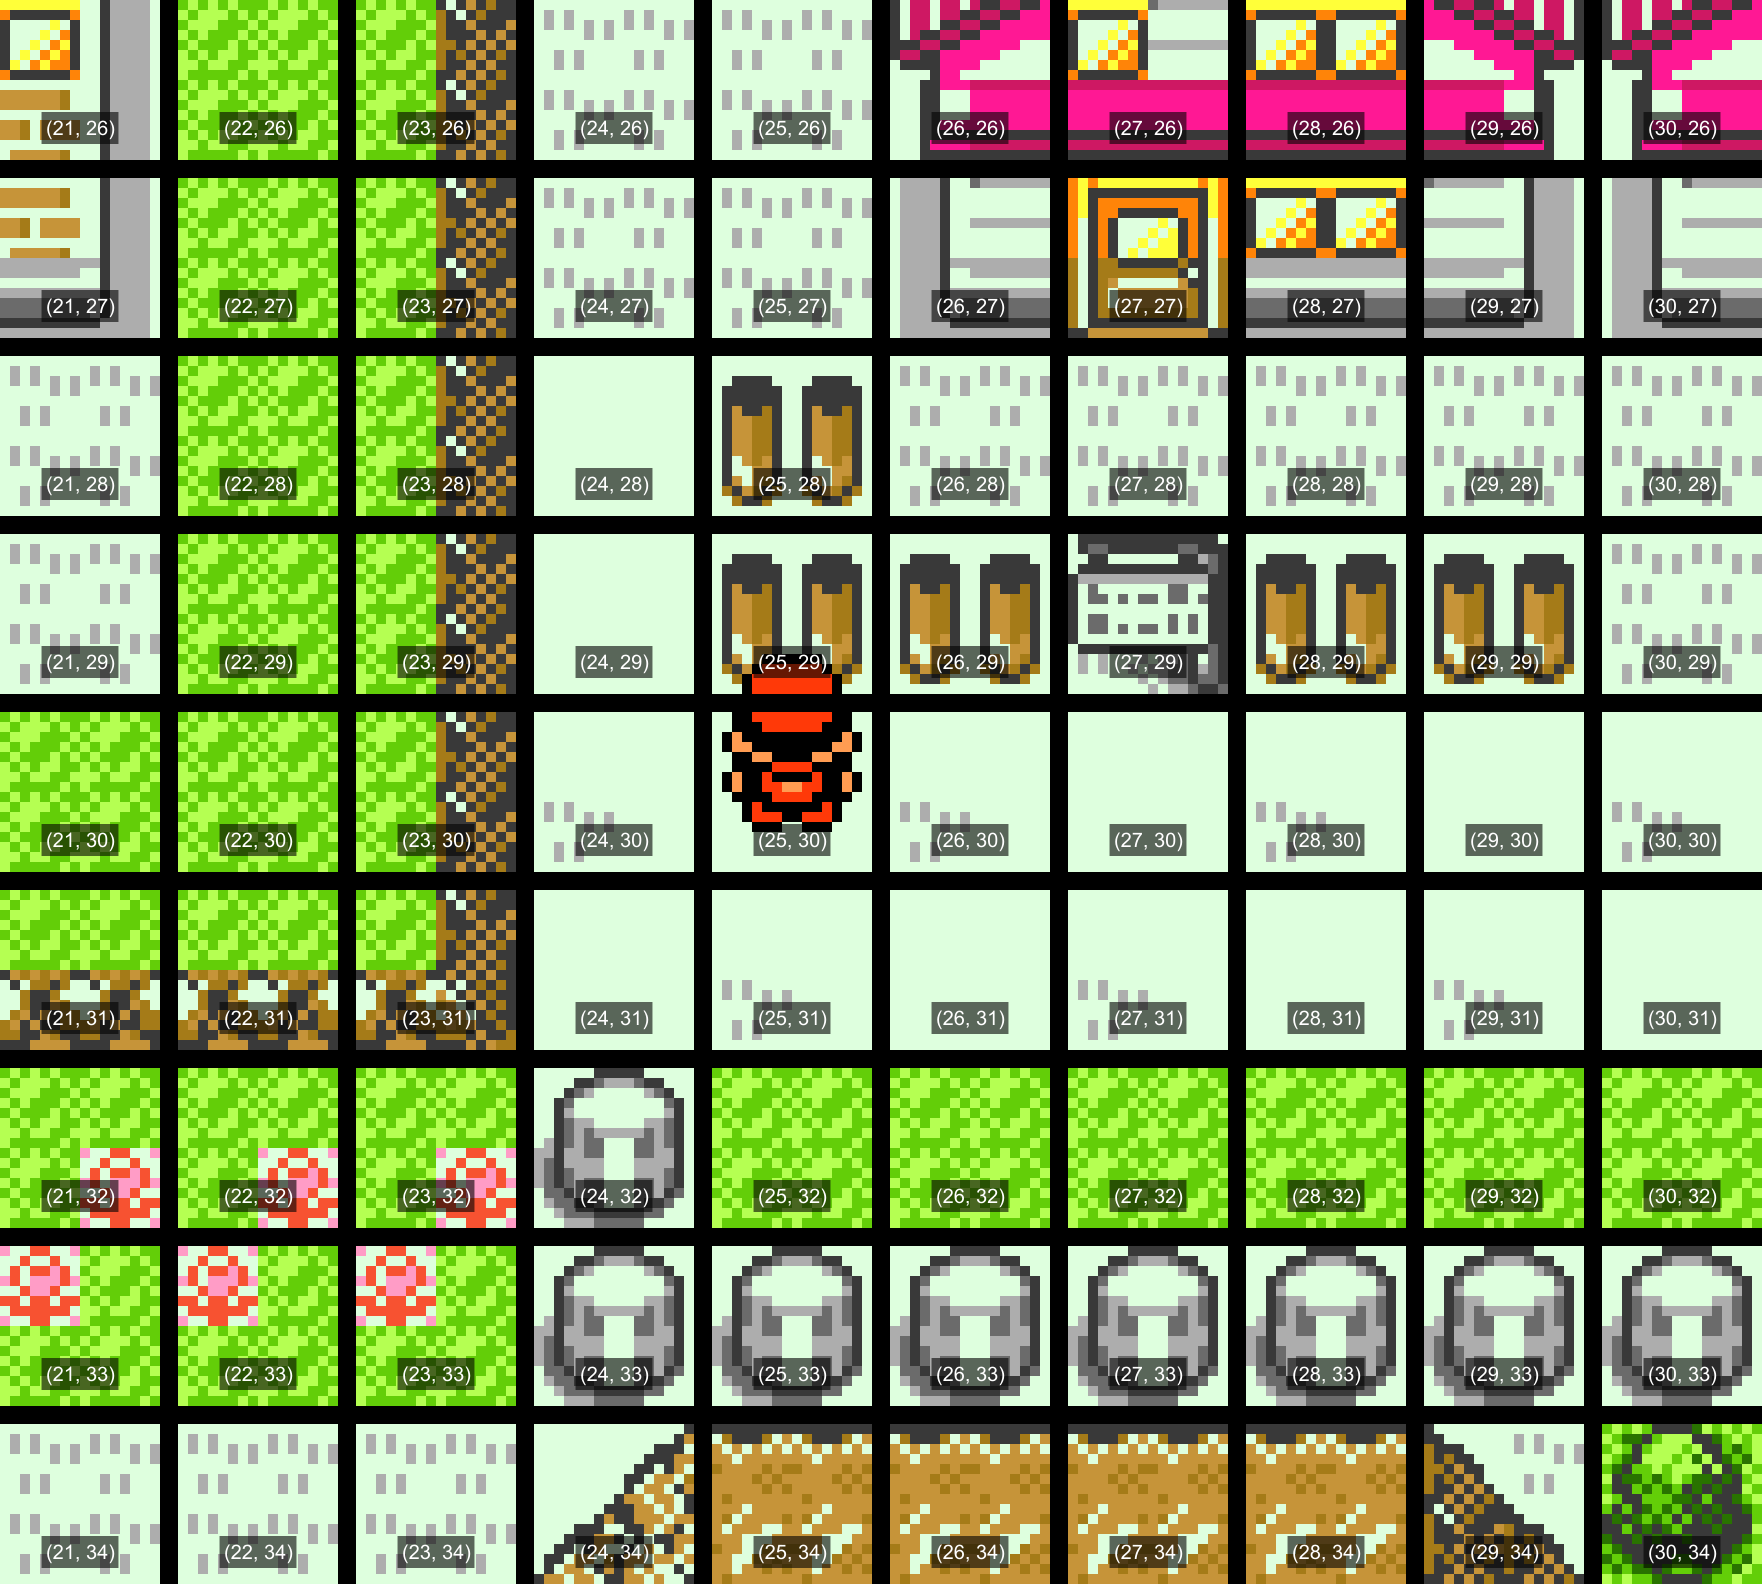 (21, 26) (22, 26) (23, 26) (24, 26) (25, 26) (26, 26) (27, 26) (28, 26) (29, 26) (30, 26)
(21, 27) (22, 27) (23, 27) (24, 27) (25, 27) (26, 27) (27, 27) (28, 27) (29, 27) (30, 27)
(21, 28) (22, 28) (23, 28) (24, 28) (25, 28) (26, 28) (27, 28) (28, 28) (29, 28) (30, 28)
(21, 29) (22, 29) (23, 29) (24, 29) (25, 29) (26, 29) (27, 29) (28, 29) (29, 29) (30, 29)
(21, 30) (22, 30) (23, 30) (24, 30) (25, 30) (26, 30) (27, 30) (28, 30) (29, 30) (30, 30)
(21, 31) (22, 31) (23, 31) (24, 31) (25, 31) (26, 31) (27, 31) (28, 31) (29, 31) (30, 31)
(21, 32) (22, 32) (23, 32) (24, 32) (25, 32) (26, 32) (27, 32) (28, 32) (29, 32) (30, 32)
(21, 33) (22, 33) (23, 33) (24, 33) (25, 33) (26, 33) (27, 33) (28, 33) (29, 33) (30, 33)
(21, 34) (22, 34) (23, 34) (24, 34) (25, 34) (26, 34) (27, 34) (28, 34) (29, 34) (30, 34)